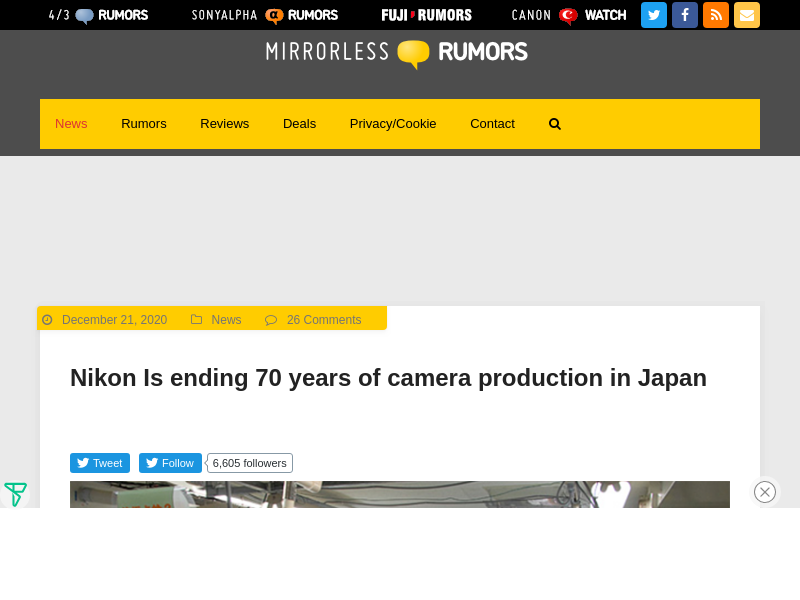 4/3 RUMORS SONYALPHA α RUMORS FUJI RUMORS CANON WATCH
MIRRORLESS RUMORS
News Rumors Reviews Deals Privacy/Cookie Contact
December 21, 2020 News 26 Comments
Nikon Is ending 70 years of camera production in Japan
Tweet Follow 6,605 followers